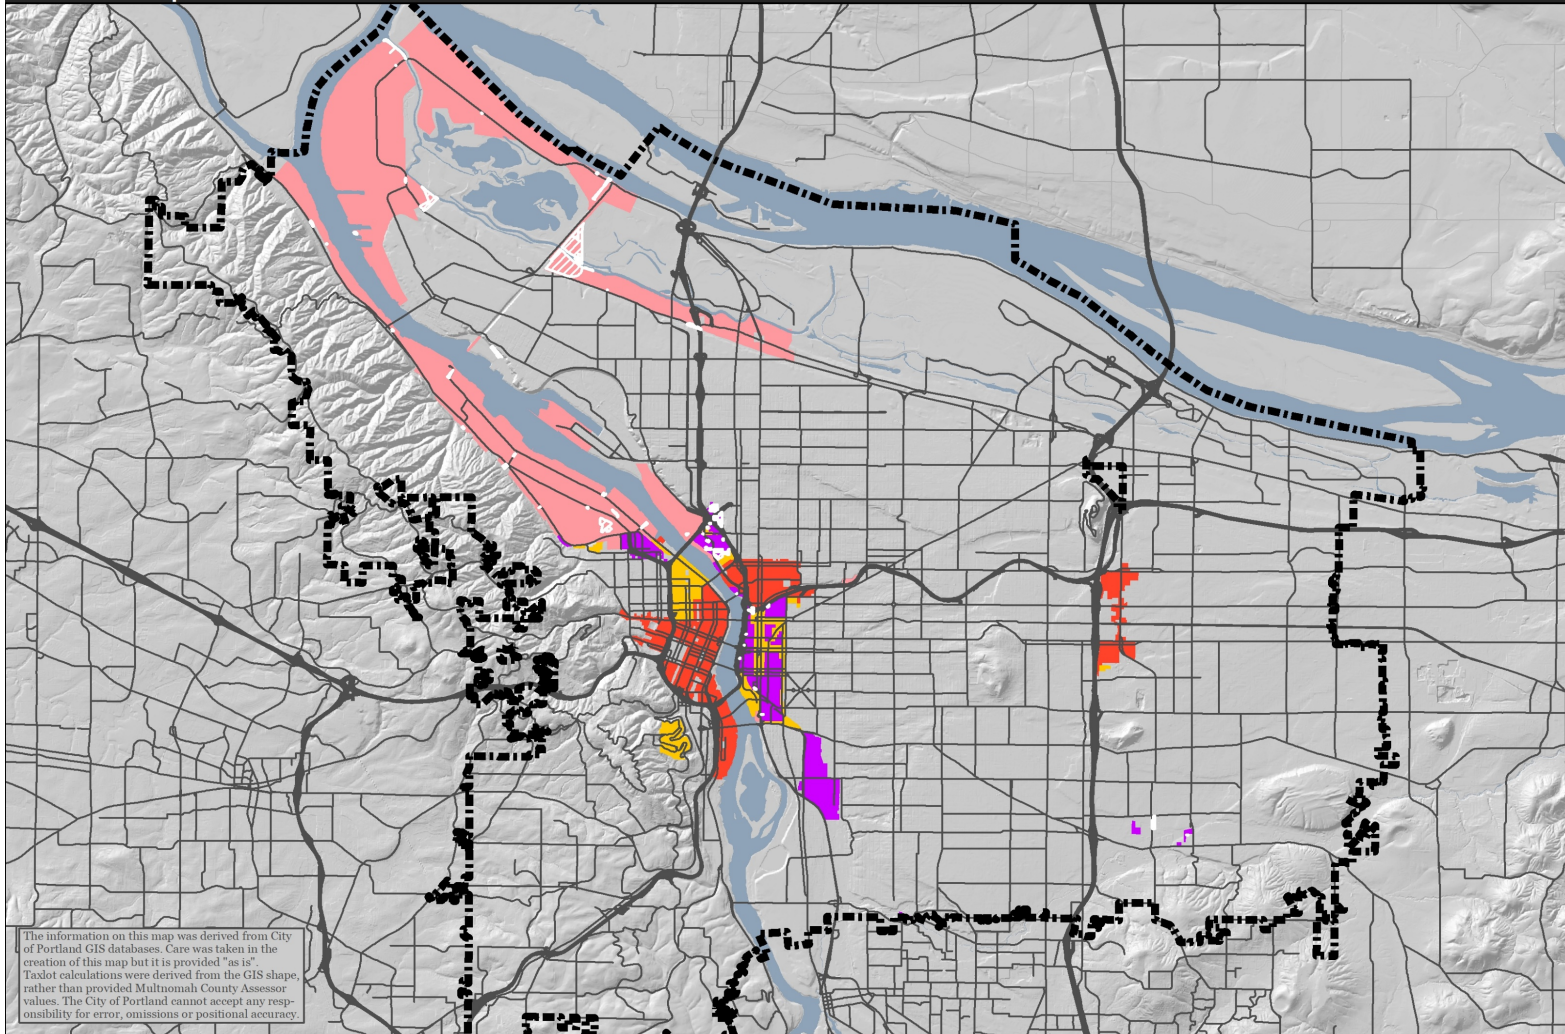 The information on this map was derived from City
of Portland GIS databases. Care was taken in the
creation of this map but it is provided "as is".
Taxlot calculations were derived from the GIS shape,
rather than provided Multnomah County Assessor
values. The City of Portland cannot accept any resp-
onsibility for error, omissions or positional accuracy.